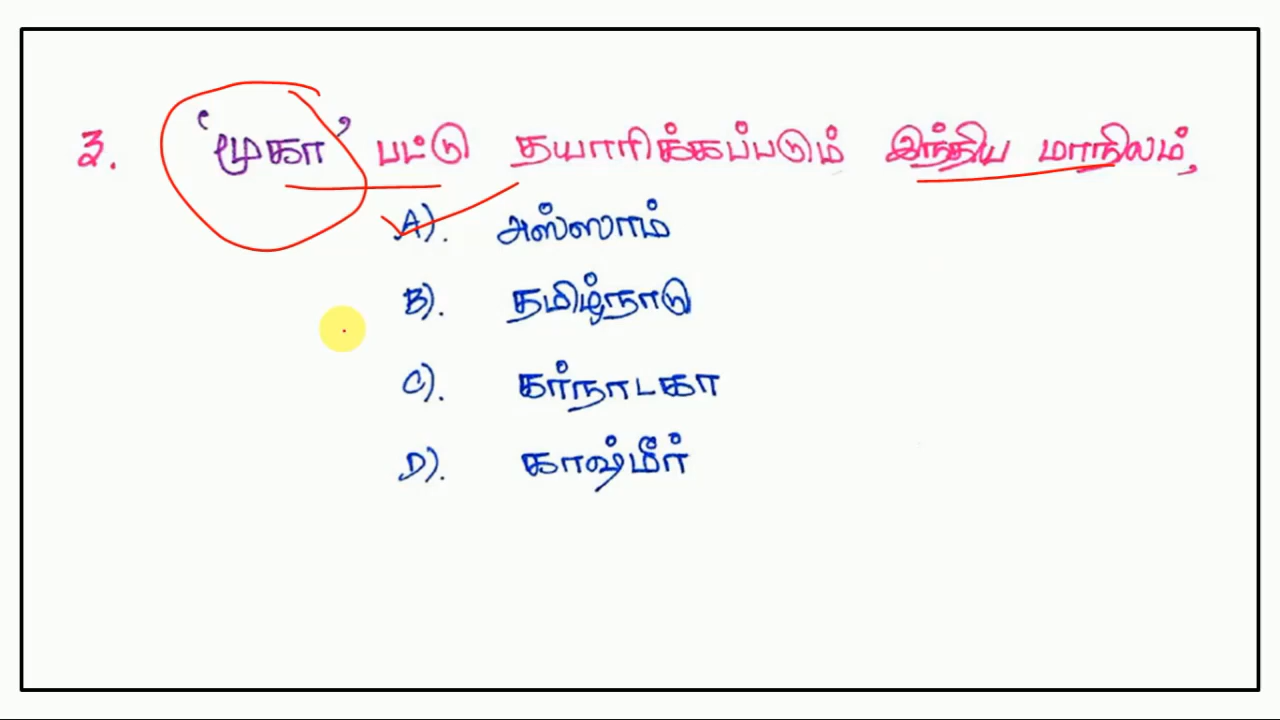 3. ‘மூகா’ பட்டு தயாரிக்கப்படும் இந்திய மாநிலம்,
A). அஸ்ஸாம்
B). தமிழ்நாடு
C). கர்நாடகா
D). காஷ்மீர்